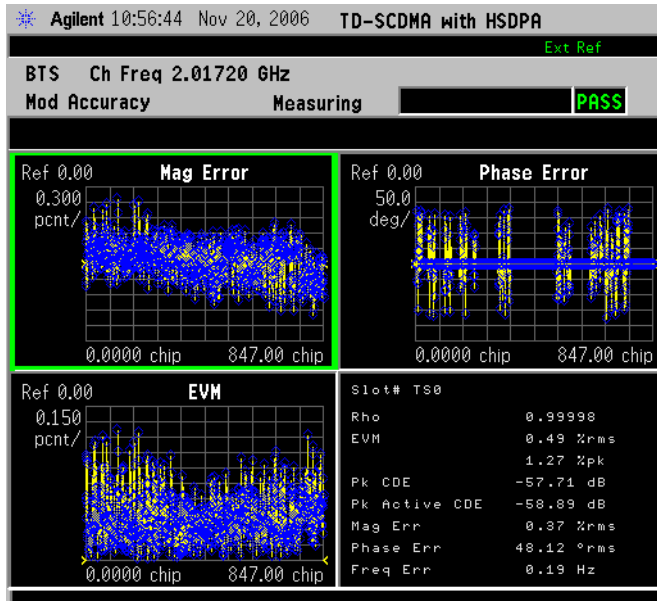 Agilent 10:56:44 Nov 20, 2006 TD-SCDMA with HSDPA
Ext Ref
BTS Ch Freq 2.01720 GHz
Mod Accuracy Measuring PASS
Ref 0.00 Mag Error
0.300
pcnt/
0.0000 chip 847.00 chip
Ref 0.00 Phase Error
50.0
deg/
0.0000 chip 847.00 chip
Ref 0.00 EVM
0.150
pcnt/
0.0000 chip 847.00 chip
Slot# TS0
Rho 0.99998
EVM 0.49 %rms
1.27 %pk
Pk CDE -57.71 dB
Pk Active CDE -58.89 dB
Mag Err 0.37 %rms
Phase Err 48.12 °rms
Freq Err 0.19 Hz